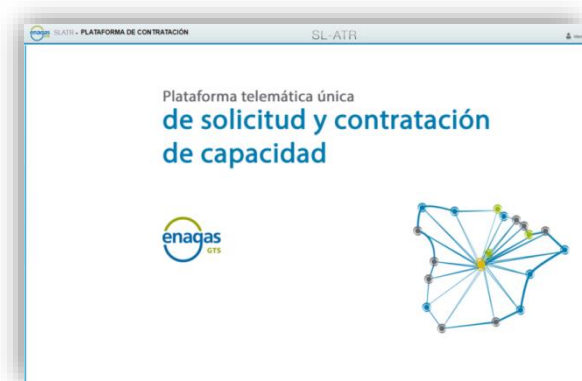 enagas SLATR - PLATAFORMA DE CONTRATACIÓN
SL-ATR
Plataforma telemática única
de solicitud y contratación
de capacidad
enagas
GTS